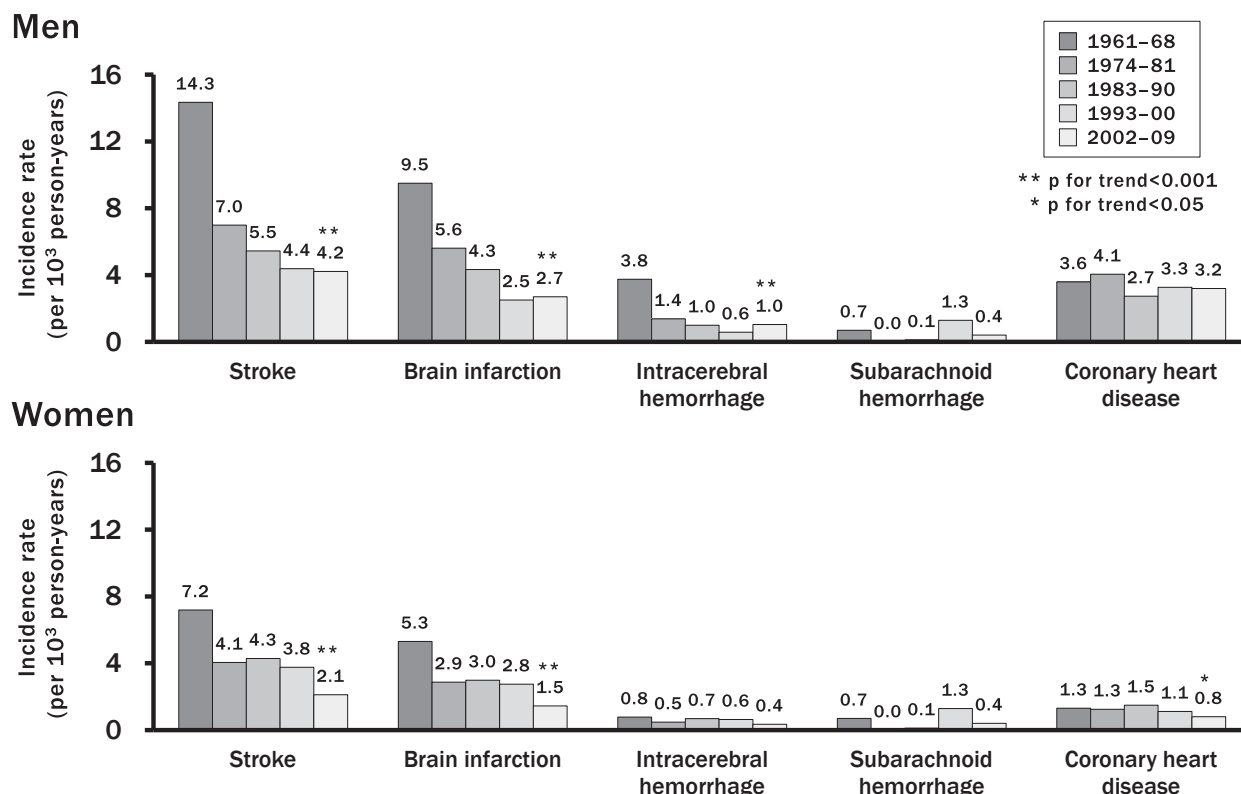 Men
1961–68
1974–81
1983–90
1993–00
2002–09
** p for trend<0.001
* p for trend<0.05
Incidence rate
(per 10³ person-years)
16
12
8
4
0
14.3
7.0
5.5
4.4
**
4.2
9.5
5.6
4.3
2.5
**
2.7
3.8
1.4
1.0
0.6
**
1.0
0.7
0.0
0.1
1.3
0.4
3.6
4.1
2.7
3.3
3.2
Stroke
Brain infarction
Intracerebral
hemorrhage
Subarachnoid
hemorrhage
Coronary heart
disease
Women
Incidence rate
(per 10³ person-years)
16
12
8
4
0
7.2
4.1
4.3
3.8
**
2.1
5.3
2.9
3.0
2.8
**
1.5
0.8
0.5
0.7
0.6
0.4
0.7
0.0
0.1
1.3
0.4
1.3
1.3
1.5
1.1
*
0.8
Stroke
Brain infarction
Intracerebral
hemorrhage
Subarachnoid
hemorrhage
Coronary heart
disease